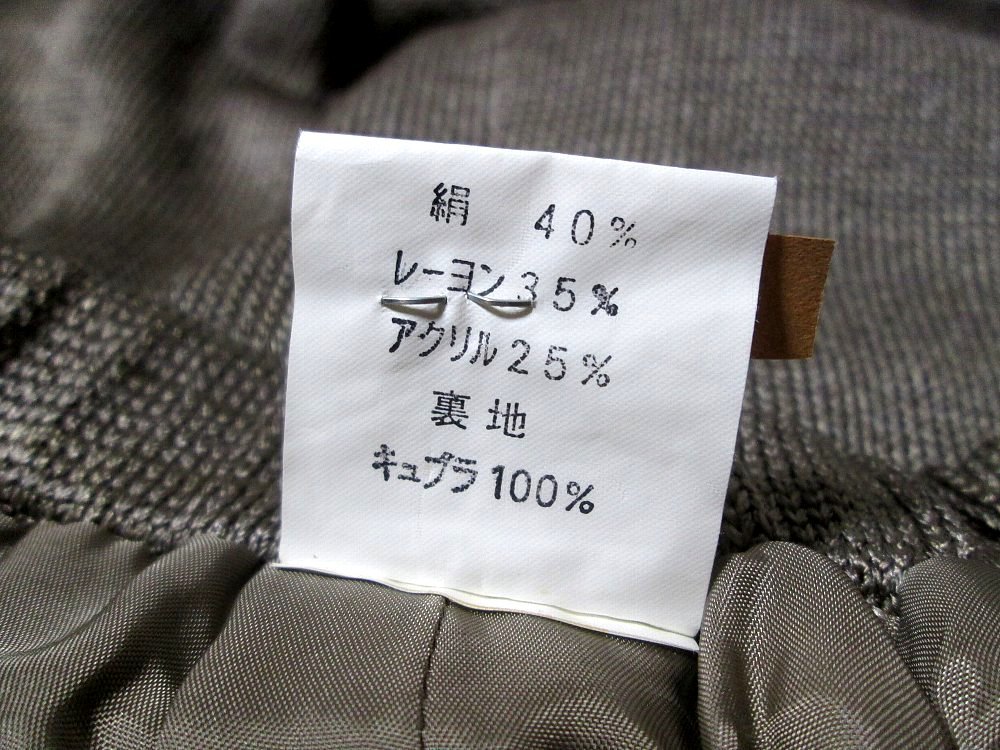 絹 40%
レーヨン35%
アクリル25%
裏地
キュプラ100%